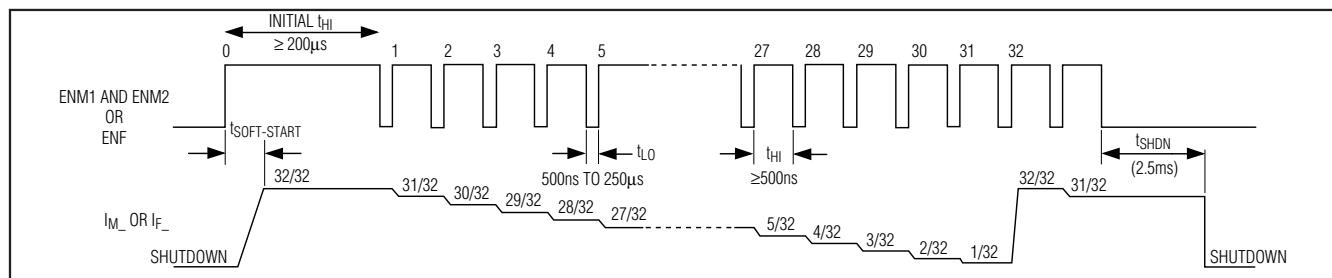 INITIAL tHI
≥ 200µs
0 1 2 3 4 5 27 28 29 30 31 32
ENM1 AND ENM2
OR
ENF
tSOFT-START
tLO
500ns TO 250µs
tHI
≥500ns
tSHDN
(2.5ms)
32/32 31/32 30/32 29/32 28/32 27/32 5/32 4/32 3/32 2/32 1/32 32/32 31/32
IM_ OR IF_
SHUTDOWN
SHUTDOWN